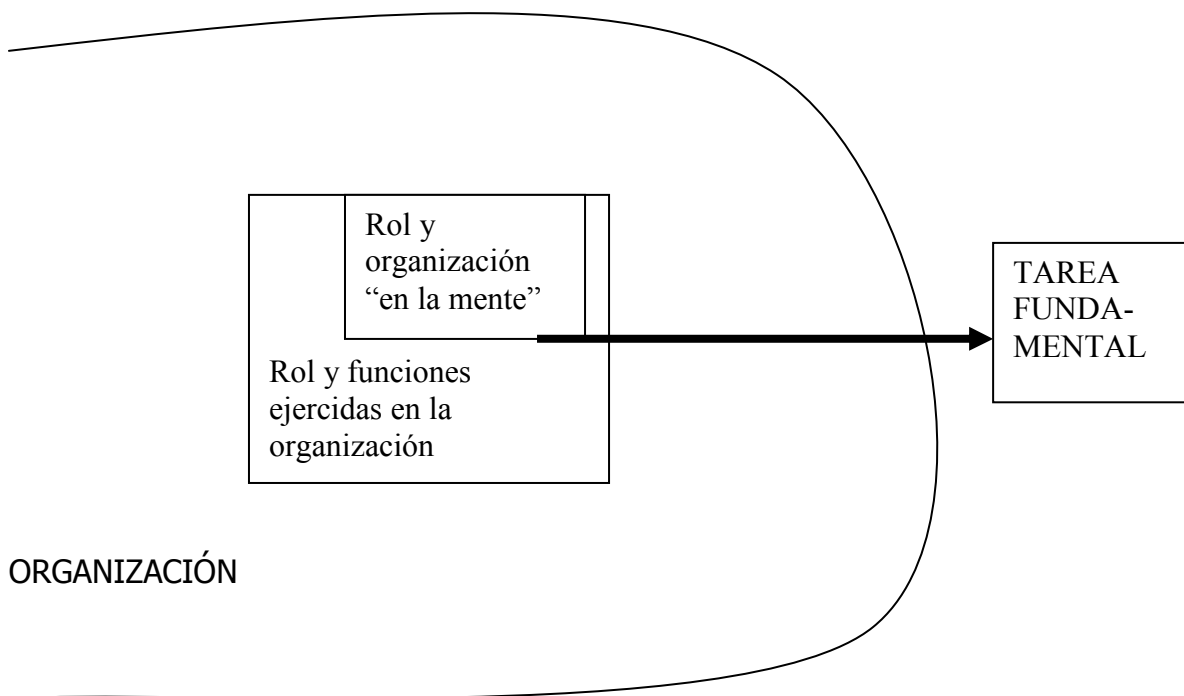 Rol y
organización
“en la mente”
TAREA
FUNDA-
MENTAL
Rol y funciones
ejercidas en la
organización
ORGANIZACIÓN